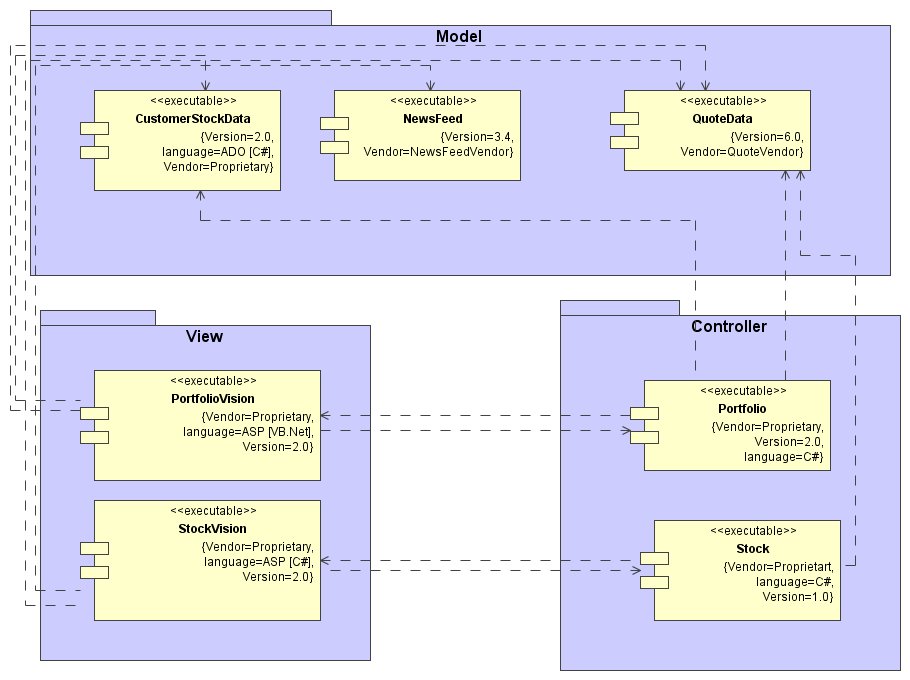 Model
<<executable>>
CustomerStockData
{Version=2.0,
language=ADO [C#],
Vendor=Proprietary}
<<executable>>
NewsFeed
{Version=3.4,
Vendor=NewsFeedVendor}
<<executable>>
QuoteData
{Version=6.0,
Vendor=QuoteVendor}
View
<<executable>>
PortfolioVision
{Vendor=Proprietary,
language=ASP [VB.Net],
Version=2.0}
<<executable>>
StockVision
{Vendor=Proprietary,
language=ASP [C#],
Version=2.0}
Controller
<<executable>>
Portfolio
{Vendor=Proprietary,
Version=2.0,
language=C#}
<<executable>>
Stock
{Vendor=Proprietart,
language=C#,
Version=1.0}